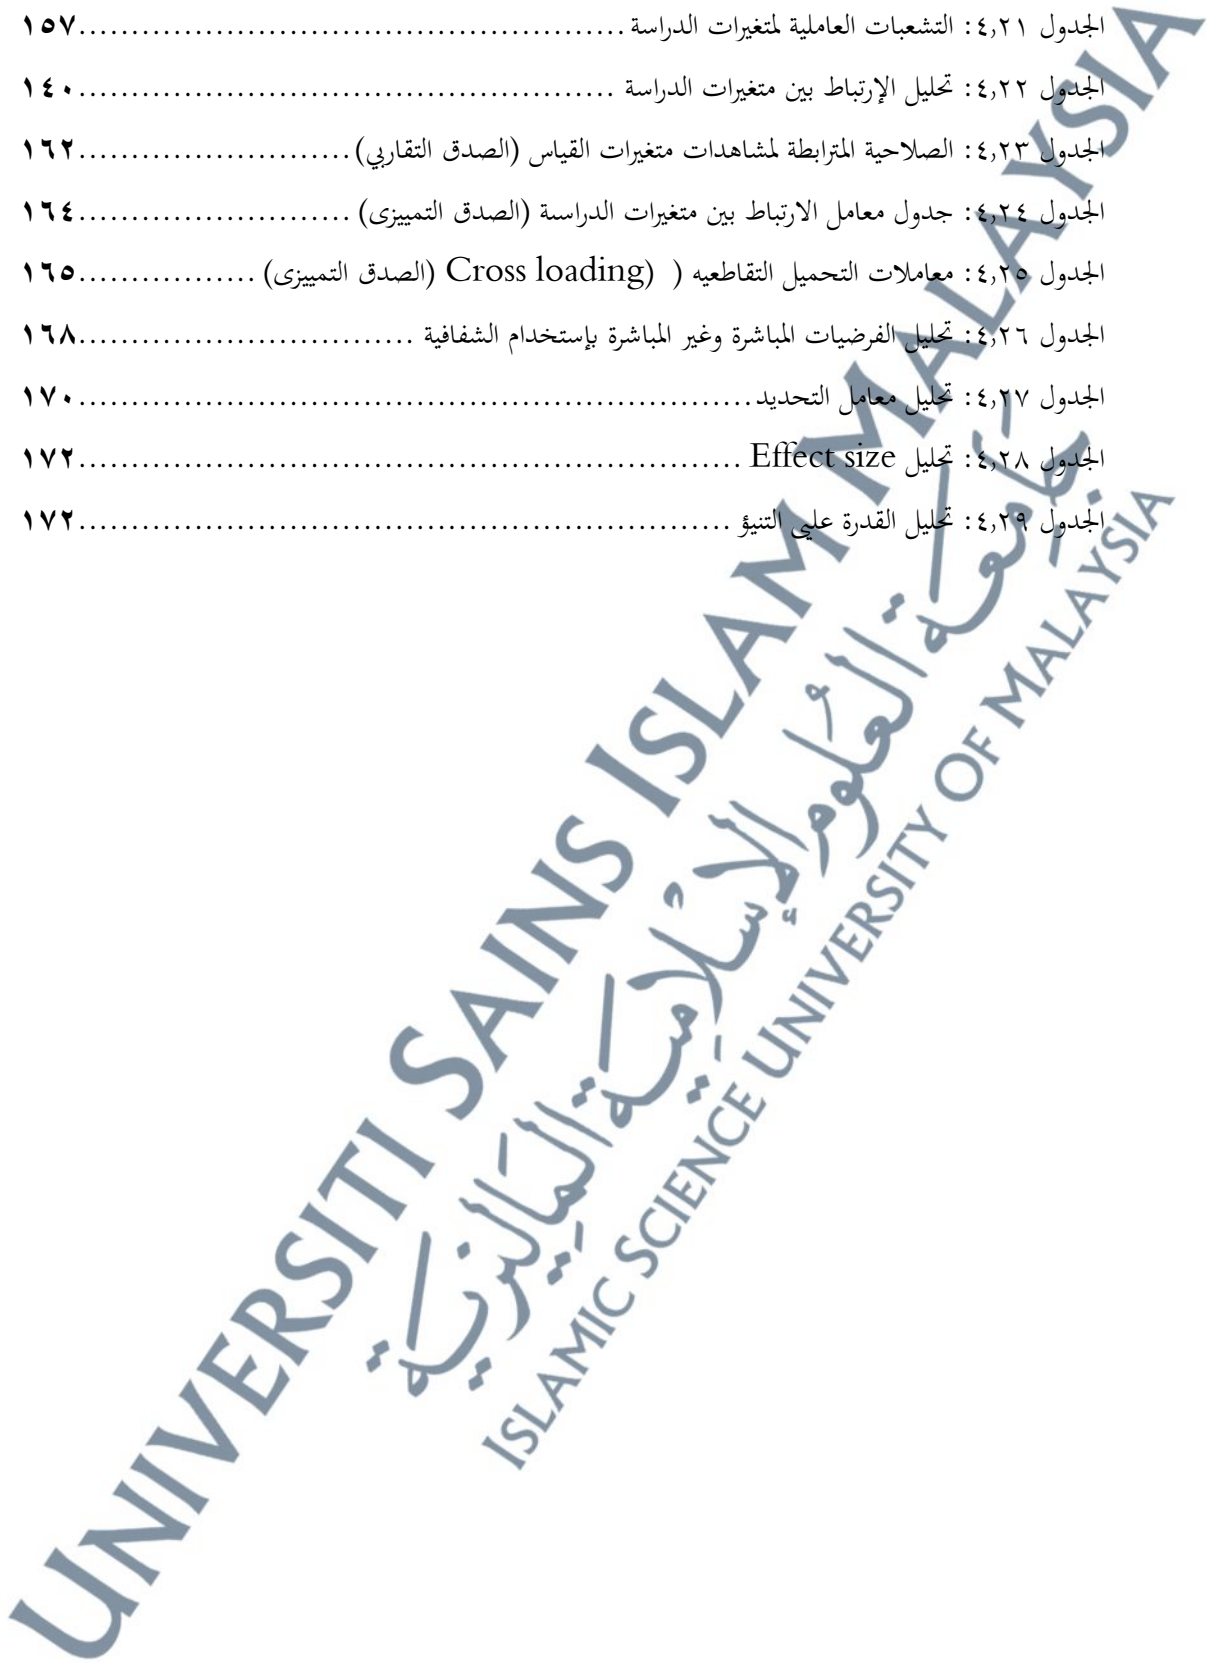 الجدول ٤,٢١: التشعبات العاملية لمتغيرات الدراسة....................................................١٥٧
الجدول ٤,٢٢: تحليل الإرتباط بين متغيرات الدراسة ....................................................١٤٠
الجدول ٤,٢٣: الصلاحية المترابطة لمشاهدات متغيرات القياس (الصدق التقاربي)..........................١٦٢
الجدول ٤,٢٤: جدول معامل الارتباط بين متغيرات الدراسة (الصدق التمييزى) ..........................١٦٤
الجدول ٤,٢٥: معاملات التحميل التقاطعيه ( (Cross loading (الصدق التمييزى) .................١٦٥
الجدول ٤,٢٦: تحليل الفرضيات المباشرة وغير المباشرة بإستخدام الشفافية ................................١٦٨
الجدول ٤,٢٧: تحليل معامل التحديد.................................................................١٧٠
الجدول ٤,٢٨: تحليل Effect size ................................................................١٧٢
الجدول ٤,٢٩: تحليل القدرة على التنبؤ ...............................................................١٧٢
UNIVERSITI SAINS ISLAM MALAYSIA
جامعة العلوم الإسلامية الماليزية
ISLAMIC SCIENCE UNIVERSITY OF MALAYSIA